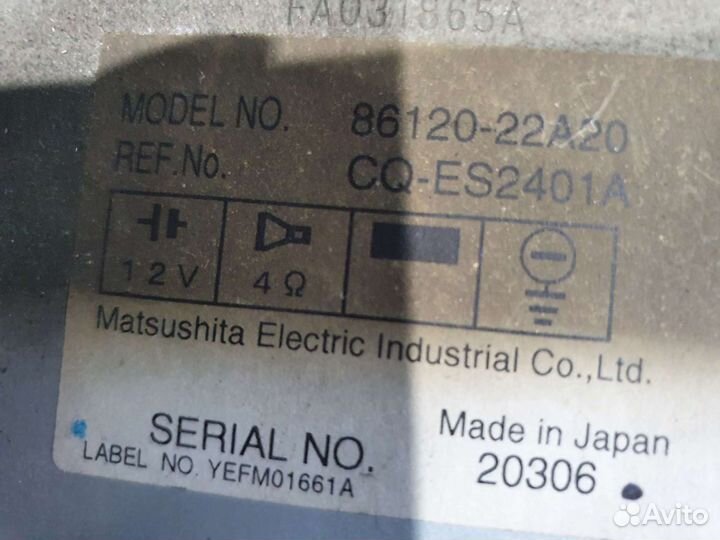 FA031865A
MODEL NO. 86120-22A20
REF.No. CQ-ES2401A
12V 4Ω
Matsushita Electric Industrial Co.,Ltd.
SERIAL NO. Made in Japan
LABEL NO. YEFM01661A 20306
Avito